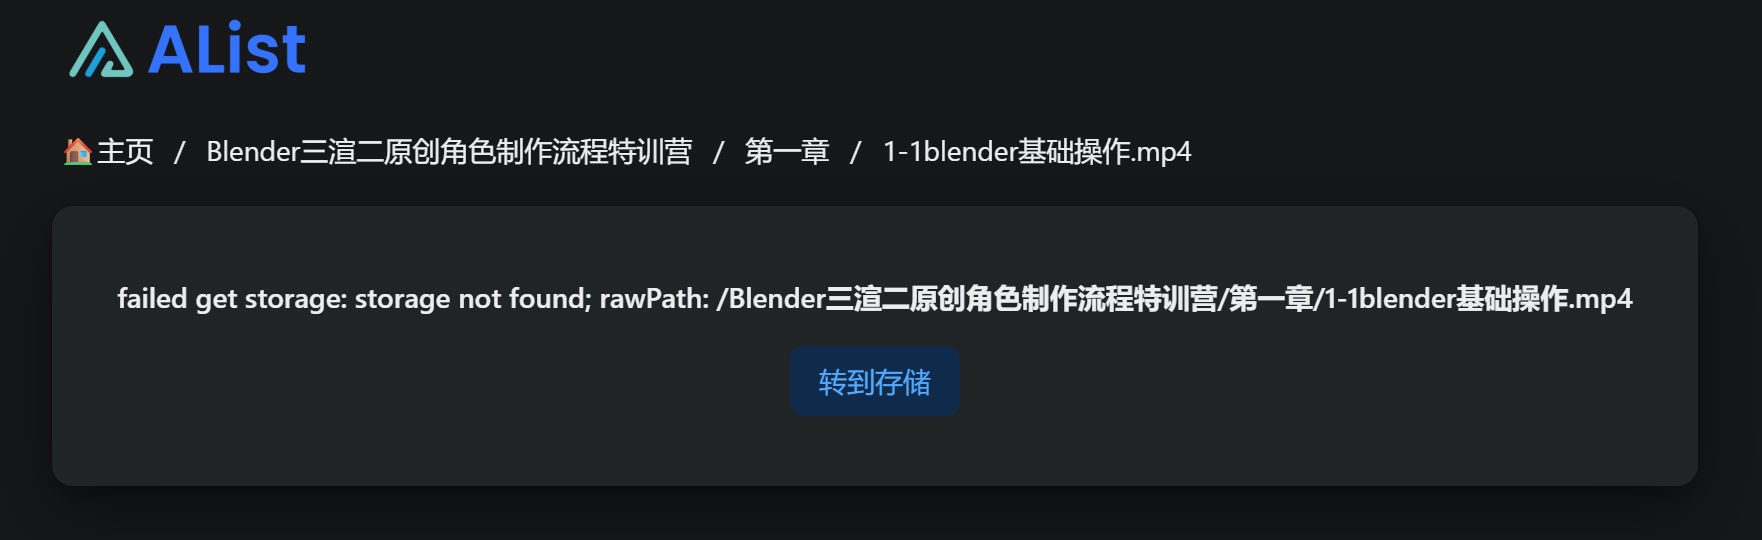 AList
主页 / Blender三渲二原创角色制作流程特训营 / 第一章 / 1-1blender基础操作.mp4
failed get storage: storage not found; rawPath: /Blender三渲二原创角色制作流程特训营/第一章/1-1blender基础操作.mp4
转到存储